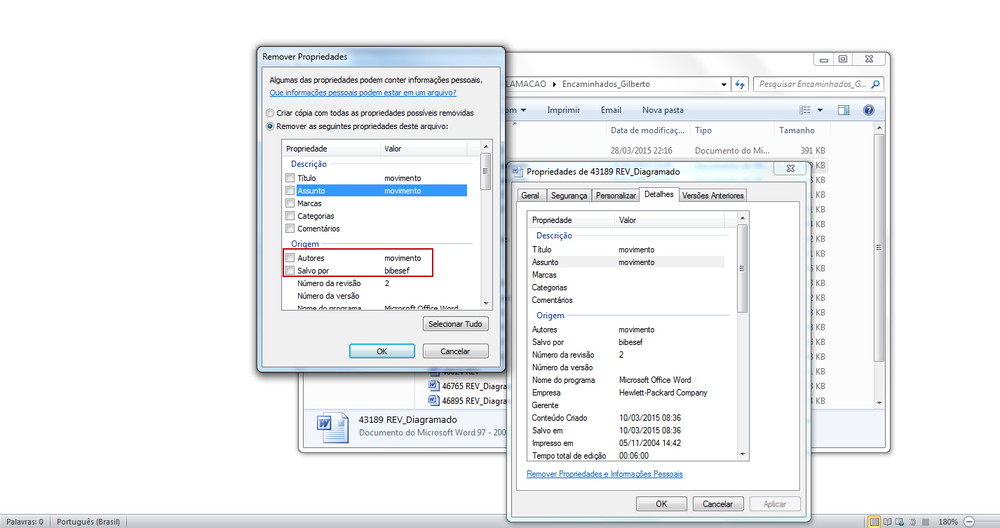 Remover Propriedades
Algumas das propriedades podem conter informações pessoais.
Que informações pessoais podem estar em um arquivo?
Criar cópia com todas as propriedades possíveis removidas
Remover as seguintes propriedades deste arquivo:
Propriedade Valor
Descrição
Título movimento
Assunto movimento
Marcas
Categorias
Comentários
Origem
Autores movimento
Salvo por bibesef
Número da revisão 2
Número da versão
Nome do programa Microsoft Office Word
Selecionar Tudo
OK Cancelar
LAMACAO Encaminhados_Gilberto
Pesquisar Encaminhados_G...
om Imprimir Email Nova pasta
Data de modificaç... Tipo Tamanho
28/03/2015 22:16 Documento do Mi... 391 KB
Propriedades de 43189 REV_Diagramado
Geral Segurança Personalizar Detalhes Versões Anteriores
Propriedade Valor
Descrição
Título movimento
Assunto movimento
Marcas
Categorias
Comentários
Origem
Autores movimento
Salvo por bibesef
Número da revisão 2
Número da versão
Nome do programa Microsoft Office Word
Empresa Hewlett-Packard Company
Gerente
Conteúdo Criado 10/03/2015 08:36
Salvo em 10/03/2015 08:36
Impresso em 05/11/2004 14:42
Tempo total de edição 00:06:00
Remover Propriedades e Informações Pessoais
OK Cancelar Aplicar
46765 REV_Diagra
46895 REV_Diagra
43189 REV_Diagramado
Documento do Microsoft Word 97 - 200
Palavras: 0 Português (Brasil) 180%